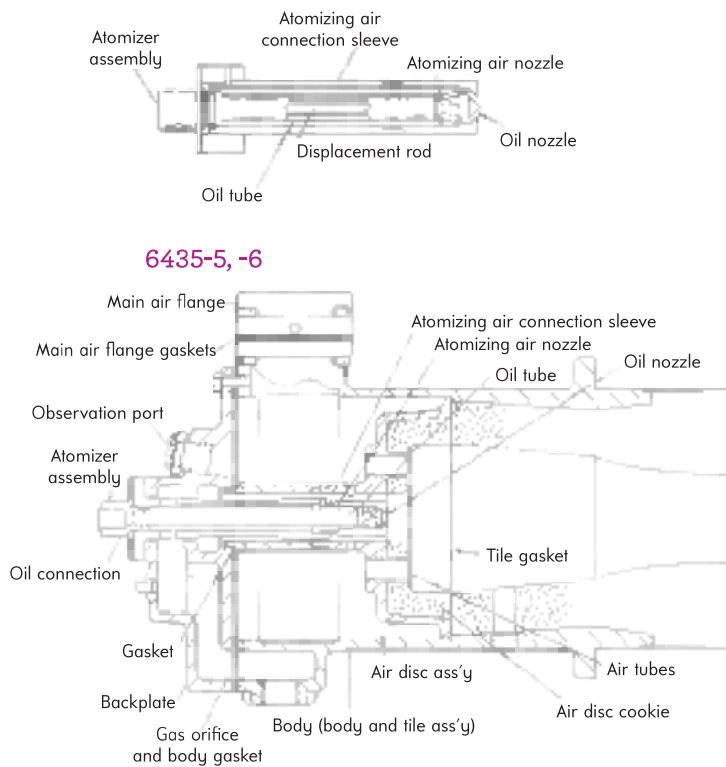 Atomizing air
connection sleeve
Atomizer
assembly
Atomizing air nozzle
Oil nozzle
Displacement rod
Oil tube
6435-5, -6
Main air flange
Atomizing air connection sleeve
Atomizing air nozzle
Main air flange gaskets
Oil nozzle
Oil tube
Observation port
Atomizer
assembly
Tile gasket
Oil connection
Gasket
Air disc ass'y
Air tubes
Backplate
Air disc cookie
Body (body and tile ass'y)
Gas orifice
and body gasket